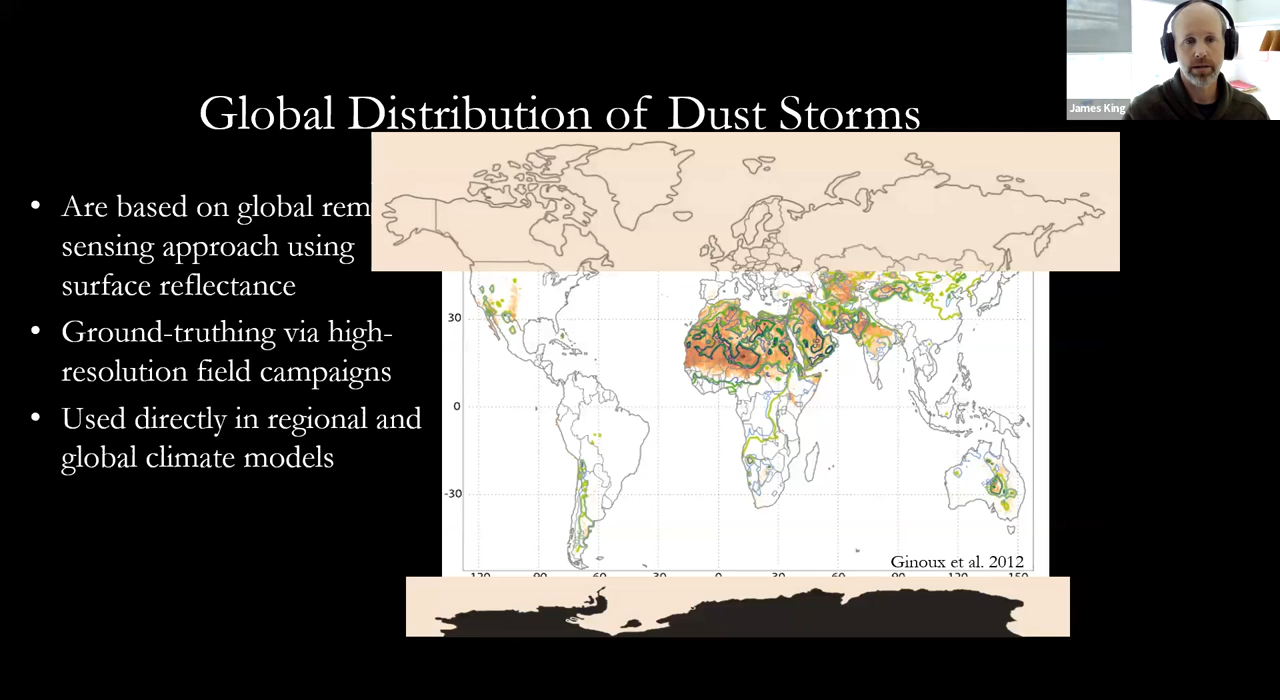 James King
Global Distribution of Dust Storms
• Are based on global rem
sensing approach using
surface reflectance
• Ground-truthing via high-
resolution field campaigns
• Used directly in regional and
global climate models
30
0
-30
Ginoux et al. 2012